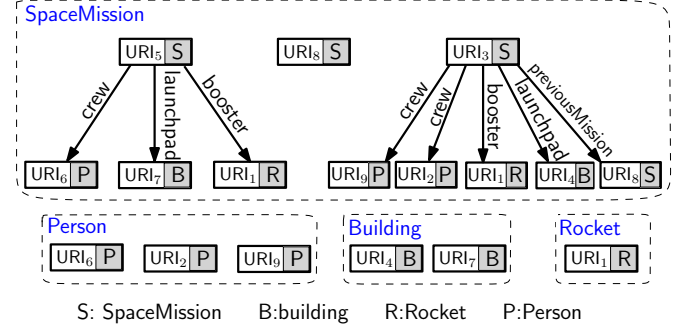 SpaceMission
URI₅ S URI₈ S URI₃ S
crew launchpad booster crew crew booster launchpad previousMission
URI₆ P URI₇ B URI₁ R URI₉ P URI₂ P URI₁ R URI₄ B URI₈ S
Person Building Rocket
URI₆ P URI₂ P URI₉ P URI₄ B URI₇ B URI₁ R
S: SpaceMission B:building R:Rocket P:Person